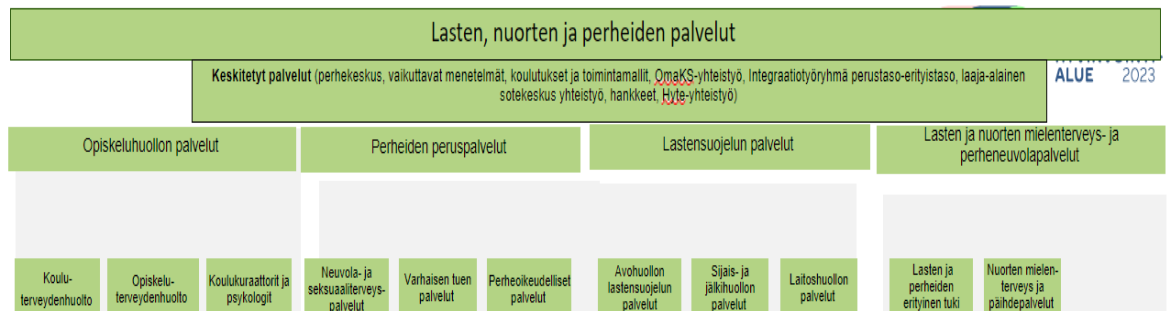 Lasten, nuorten ja perheiden palvelut
Keskitetyt palvelut (perhekeskus, vaikuttavat menetelmät, koulutukset ja toimintamallit, OmaKS-yhteistyö, Integraatiotyöryhmä perustaso-erityistaso, laaja-alainen
sotekeskus yhteistyö, hankkeet, Hyte-yhteistyö)
ALUE 2023
Opiskeluhuollon palvelut
Perheiden peruspalvelut
Lastensuojelun palvelut
Lasten ja nuorten mielenterveys- ja
perheneuvolapalvelut
Koulu-
terveydenhuolto
Opiskelu-
terveydenhuolto
Koulukuraattorit ja
psykologit
Neuvola- ja
seksuaaliterveys-
palvelut
Varhaisen tuen
palvelut
Perheoikeudelliset
palvelut
Avohuollon
lastensuojelun
palvelut
Sijais- ja
jälkihuollon
palvelut
Laitoshuollon
palvelut
Lasten ja
perheiden
erityinen tuki
Nuorten mielen-
terveys ja
päihdepalvelut